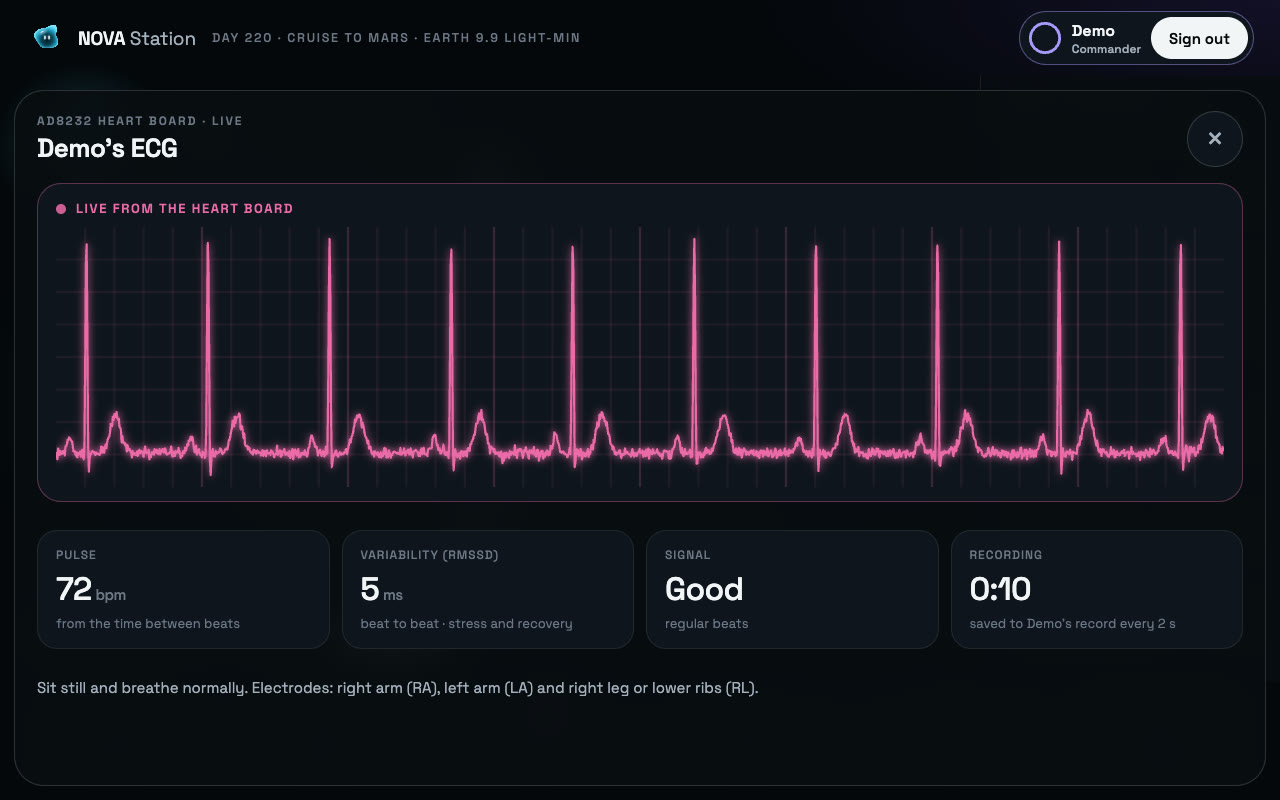 NOVA Station DAY 220 · CRUISE TO MARS · EARTH 9.9 LIGHT-MIN
Demo
Commander
Sign out
AD8232 HEART BOARD · LIVE
Demo’s ECG
×
LIVE FROM THE HEART BOARD
PULSE
72 bpm
from the time between beats
VARIABILITY (RMSSD)
5 ms
beat to beat · stress and recovery
SIGNAL
Good
regular beats
RECORDING
0:10
saved to Demo’s record every 2 s
Sit still and breathe normally. Electrodes: right arm (RA), left arm (LA) and right leg or lower ribs (RL).